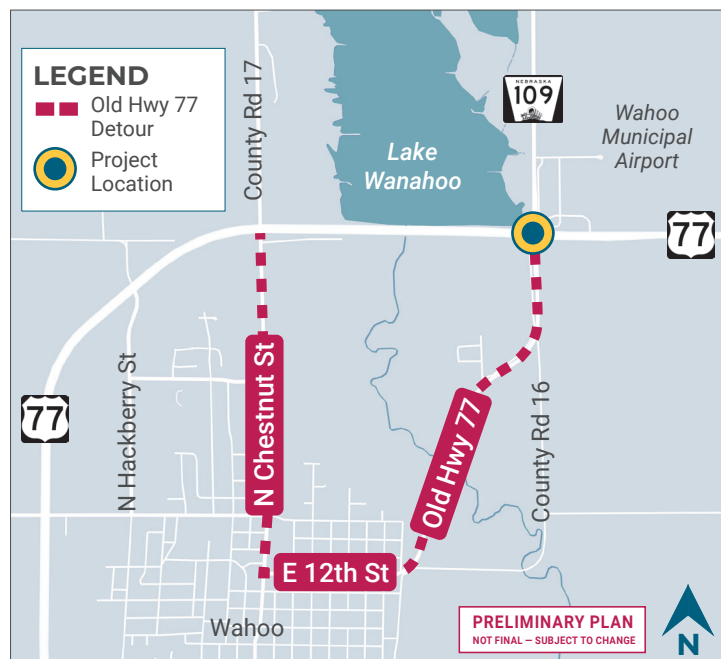 LEGEND
Old Hwy 77
Detour
Project
Location
County Rd 17
NEBRASKA
109
Wahoo
Municipal
Airport
Lake
Wanahoo
77
N Hackberry St
77
N Chestnut St
Old Hwy 77
County Rd 16
E 12th St
Wahoo
PRELIMINARY PLAN
NOT FINAL – SUBJECT TO CHANGE
N